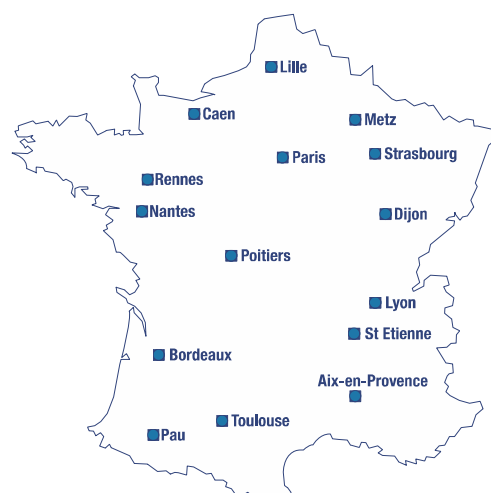 Lille
Caen
Metz
Paris
Strasbourg
Rennes
Nantes
Dijon
Poitiers
Lyon
St Etienne
Bordeaux
Aix-en-Provence
Toulouse
Pau